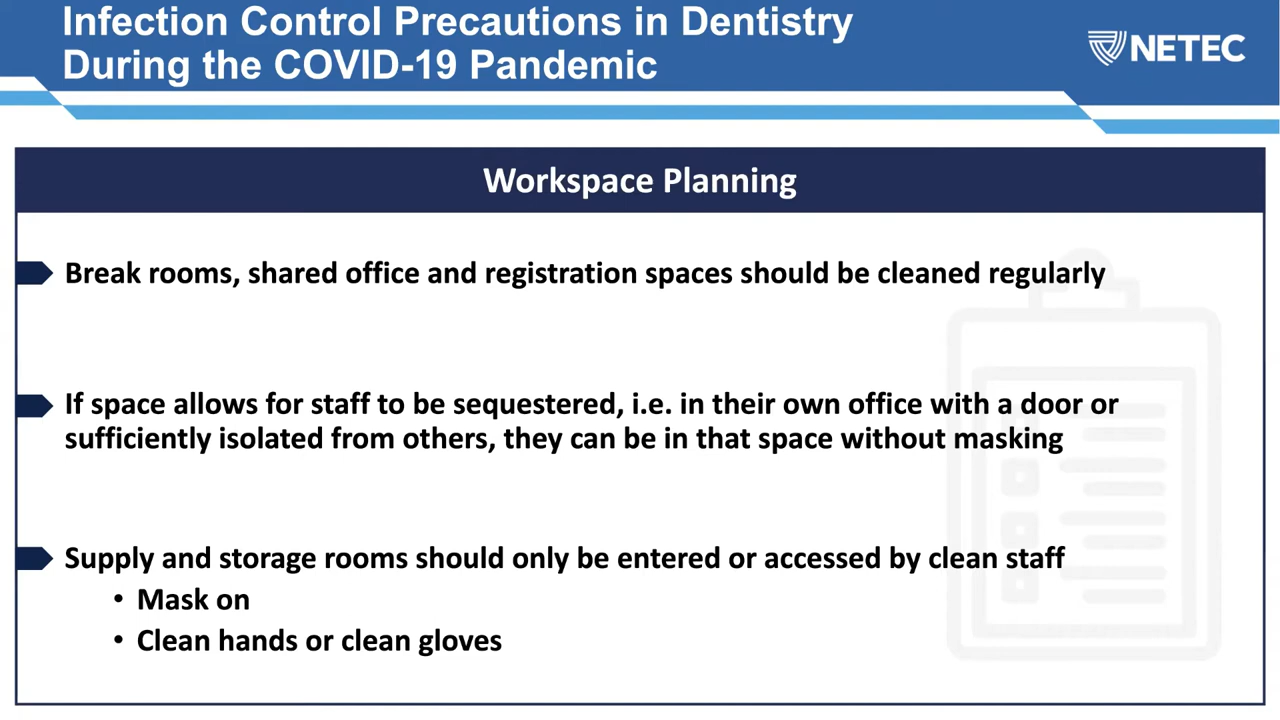 Infection Control Precautions in Dentistry
During the COVID-19 Pandemic
NETEC
Workspace Planning
Break rooms, shared office and registration spaces should be cleaned regularly
If space allows for staff to be sequestered, i.e. in their own office with a door or
sufficiently isolated from others, they can be in that space without masking
Supply and storage rooms should only be entered or accessed by clean staff
• Mask on
• Clean hands or clean gloves